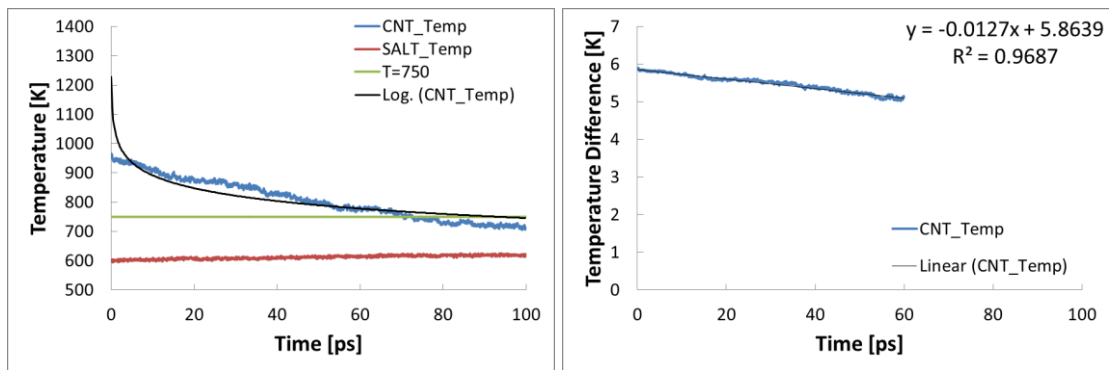 1400
1300
1200
1100
1000
900
800
700
600
500
Temperature [K]
CNT_Temp
SALT_Temp
T=750
Log. (CNT_Temp)
0
20
40
60
80
100
Time [ps]
7
6
5
4
3
2
1
0
Temperature Difference [K]
y = -0.0127x + 5.8639
R² = 0.9687
CNT_Temp
Linear (CNT_Temp)
0
20
40
60
80
100
Time [ps]